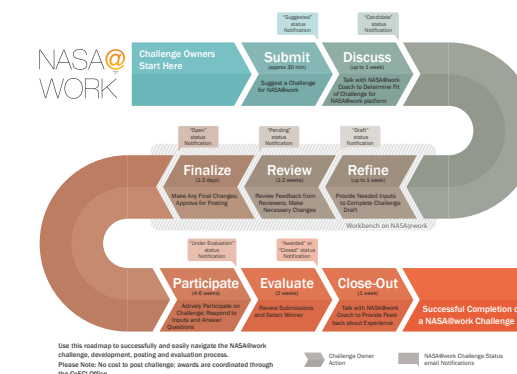 NASA@
WORK
Challenge Owners
Start Here
"Suggested"
status
Notification
Submit
(approx 30 min)
Suggest a Challenge
for NASA@work
"Candidate"
status
Notification
Discuss
(up to 1 week)
Talk with NASA@work
Coach to Determine Fit
of Challenge for
NASA@work platform
"Draft"
status
Notification
Refine
(up to 1 week)
Provide Needed Inputs
to Complete Challenge
Draft
"Pending"
status
Notification
Review
(1-2 weeks)
Review Feedback from
Reviewers; Make
Necessary Changes
"Open"
status
Notification
Finalize
(1-2 days)
Make Any Final Changes;
Approve for Posting
Workbench on NASA@work
"Under Evaluation"
status
Notification
Participate
(4-6 weeks)
Actively Participate on
Challenge; Respond to
Inputs and Answer
Questions
"Awarded" or
"Closed" status
Notification
Evaluate
(2 weeks)
Review Submissions
and Select Winner
Close-Out
(1 week)
Talk with NASA@work
Coach to Provide Feed-
back about Experience
Successful Completion
a NASA@work Challenge
Use this roadmap to successfully and easily navigate the NASA@work
challenge, development, posting and evaluation process.
Please Note: No cost to post challenge; awards are coordinated through
the CoECI Office
Challenge Owner
Action
NASA@work Challenge Status
email Notification